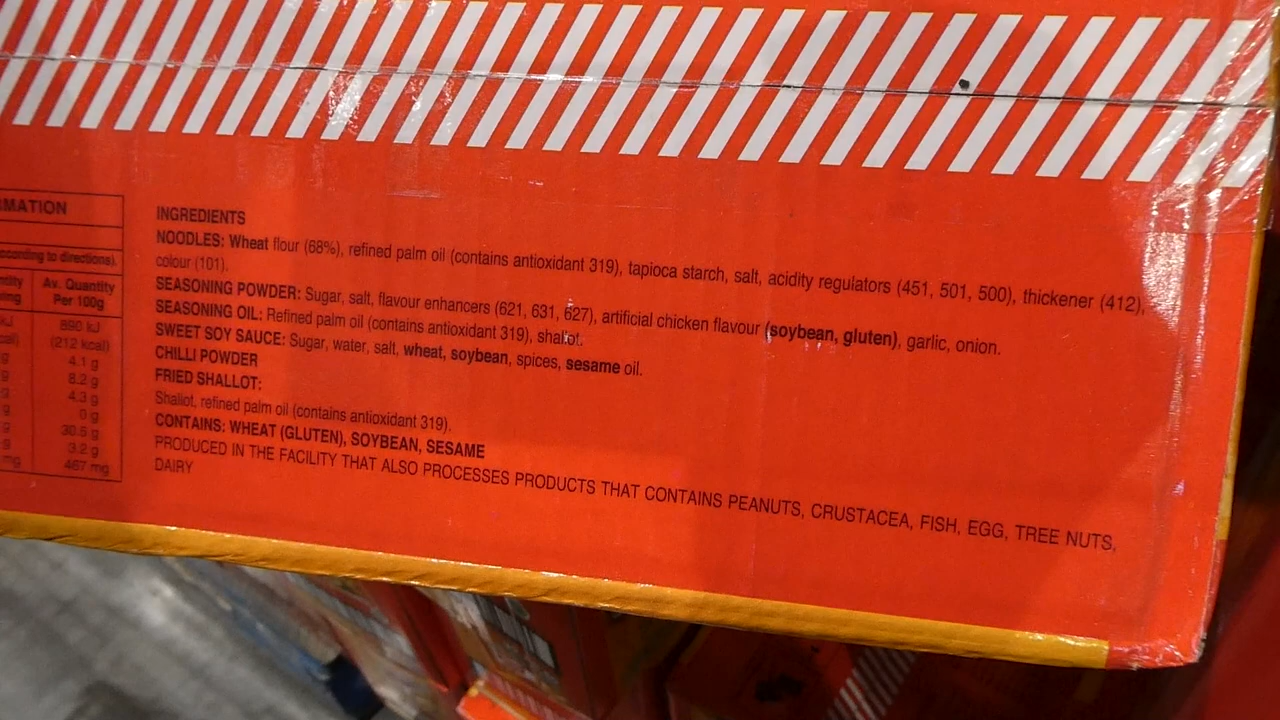 MATION
ccording to directions).
ntity
ing
Av. Quantity
Per 100g
kJ
890 kJ
cal)
(212 kcal)
g
4.1 g
g
8.2 g
g
4.3 g
g
0 g
g
30.5 g
g
3.2 g
mg
467 mg
INGREDIENTS
NOODLES: Wheat flour (68%), refined palm oil (contains antioxidant 319), tapioca starch, salt, acidity regulators (451, 501, 500), thickener (412),
colour (101).
SEASONING POWDER: Sugar, salt, flavour enhancers (621, 631, 627), artificial chicken flavour (soybean, gluten), garlic, onion.
SEASONING OIL: Refined palm oil (contains antioxidant 319), shallot.
SWEET SOY SAUCE: Sugar, water, salt, wheat, soybean, spices, sesame oil.
CHILLI POWDER
FRIED SHALLOT:
Shallot, refined palm oil (contains antioxidant 319).
CONTAINS: WHEAT (GLUTEN), SOYBEAN, SESAME
PRODUCED IN THE FACILITY THAT ALSO PROCESSES PRODUCTS THAT CONTAINS PEANUTS, CRUSTACEA, FISH, EGG, TREE NUTS,
DAIRY